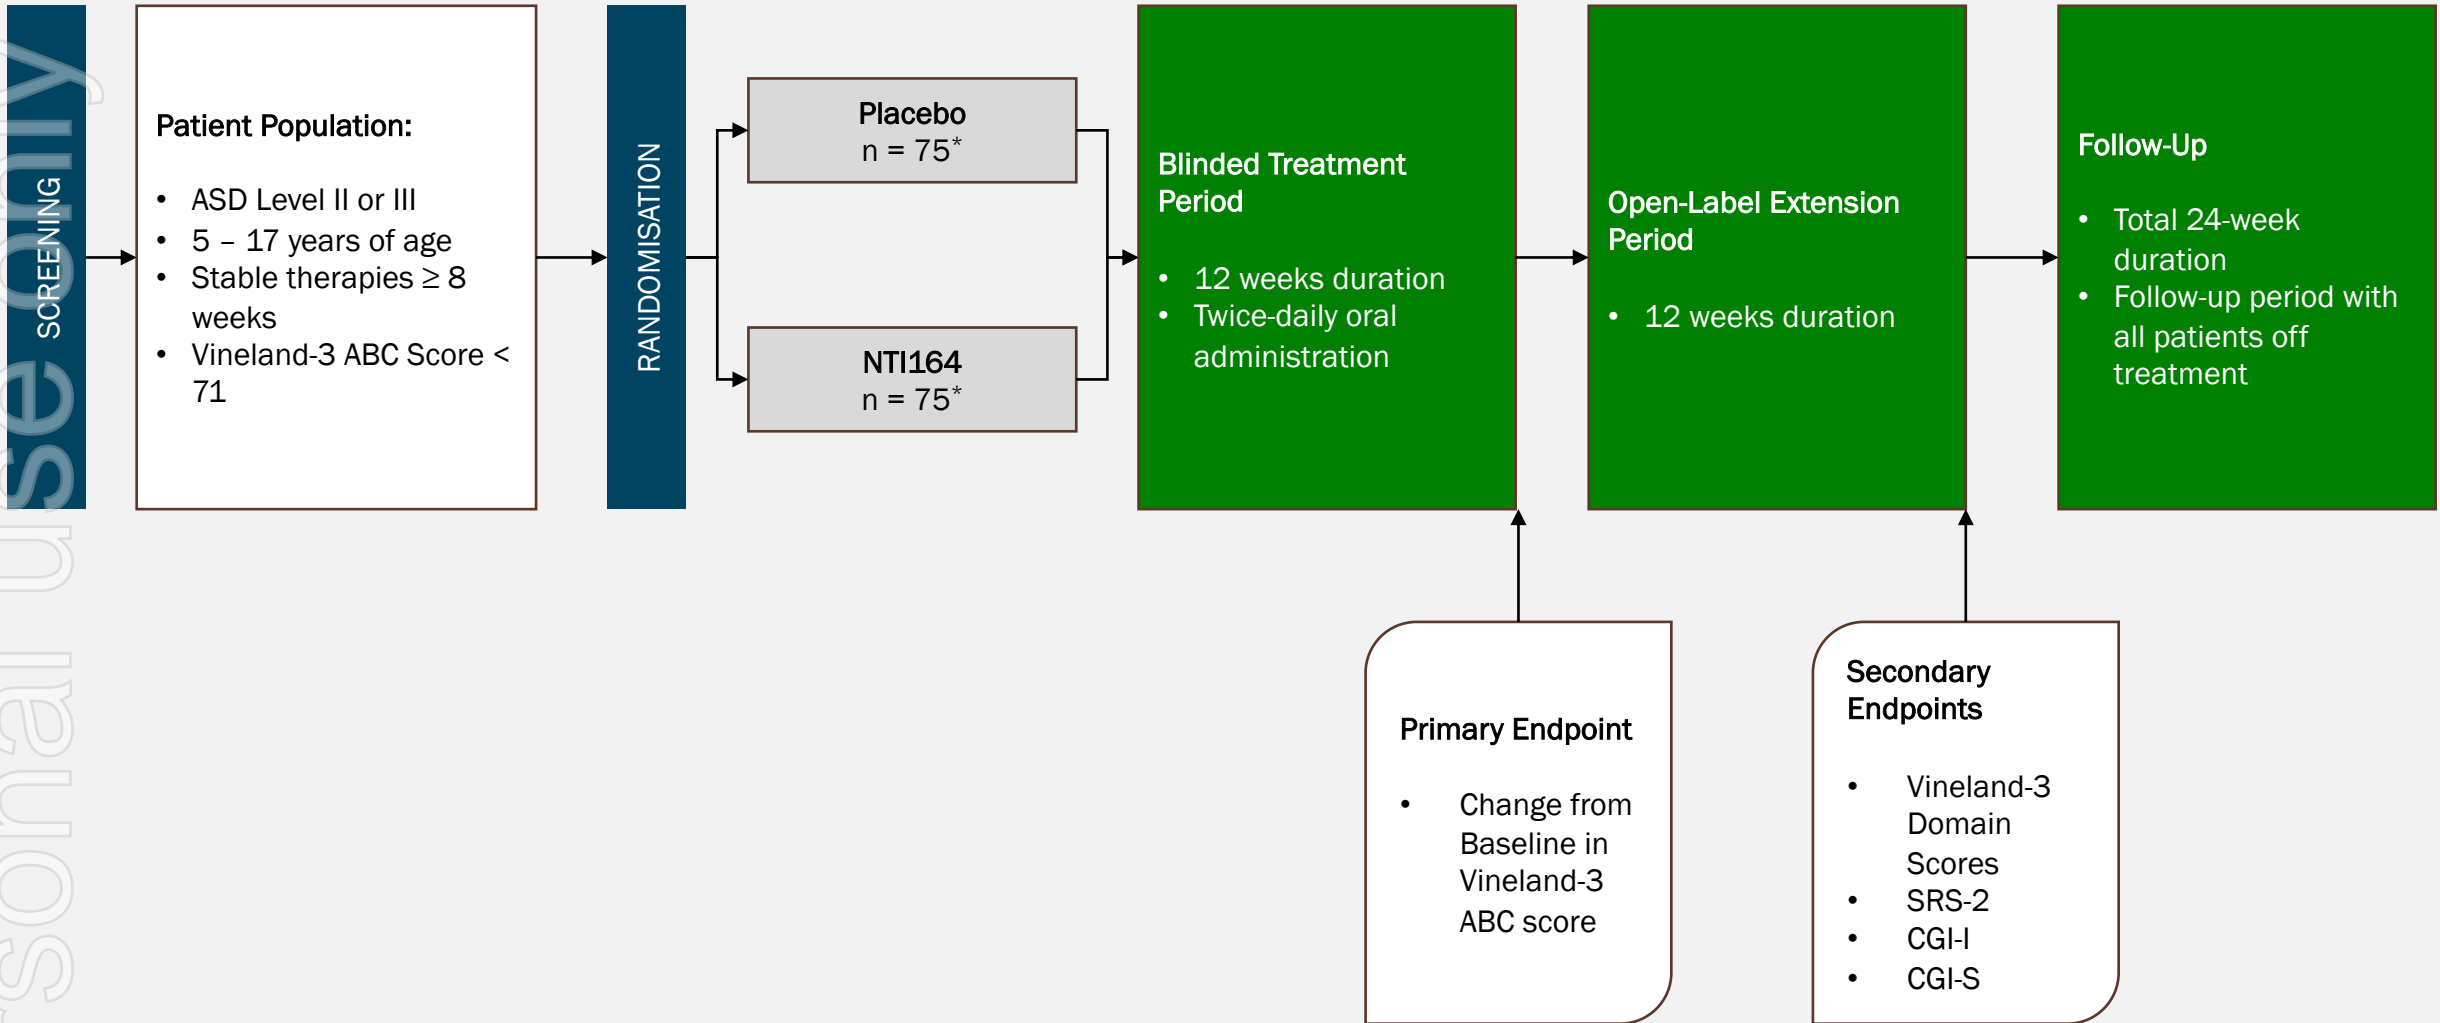 SCREENING
Patient Population:
• ASD Level II or III
• 5 – 17 years of age
• Stable therapies ≥ 8
weeks
• Vineland-3 ABC Score <
71
RANDOMISATION
Placebo
n = 75*
NTI164
n = 75*
Blinded Treatment
Period
• 12 weeks duration
• Twice-daily oral
administration
Open-Label Extension
Period
• 12 weeks duration
Follow-Up
• Total 24-week
duration
• Follow-up period with
all patients off
treatment
Primary Endpoint
• Change from
Baseline in
Vineland-3
ABC score
Secondary
Endpoints
• Vineland-3
Domain
Scores
• SRS-2
• CGI-I
• CGI-S
use only